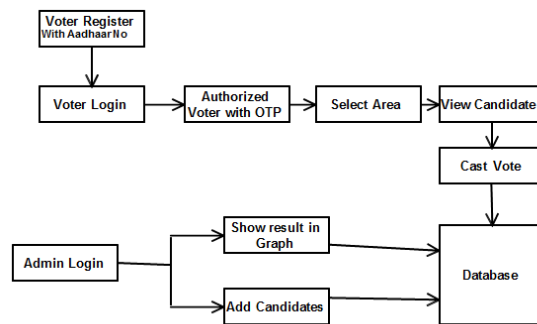 Voter Register
With Aadhaar No
Voter Login
Authorized
Voter with OTP
Select Area
View Candidate
Cast Vote
Show result in
Graph
Admin Login
Database
Add Candidates